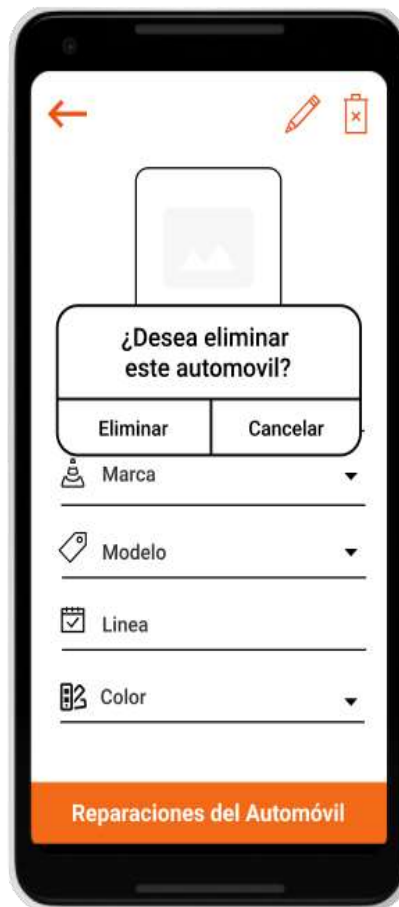 ¿Desea eliminar
este automovil?
Eliminar
Cancelar
Marca
Modelo
Linea
Color
Reparaciones del Automóvil